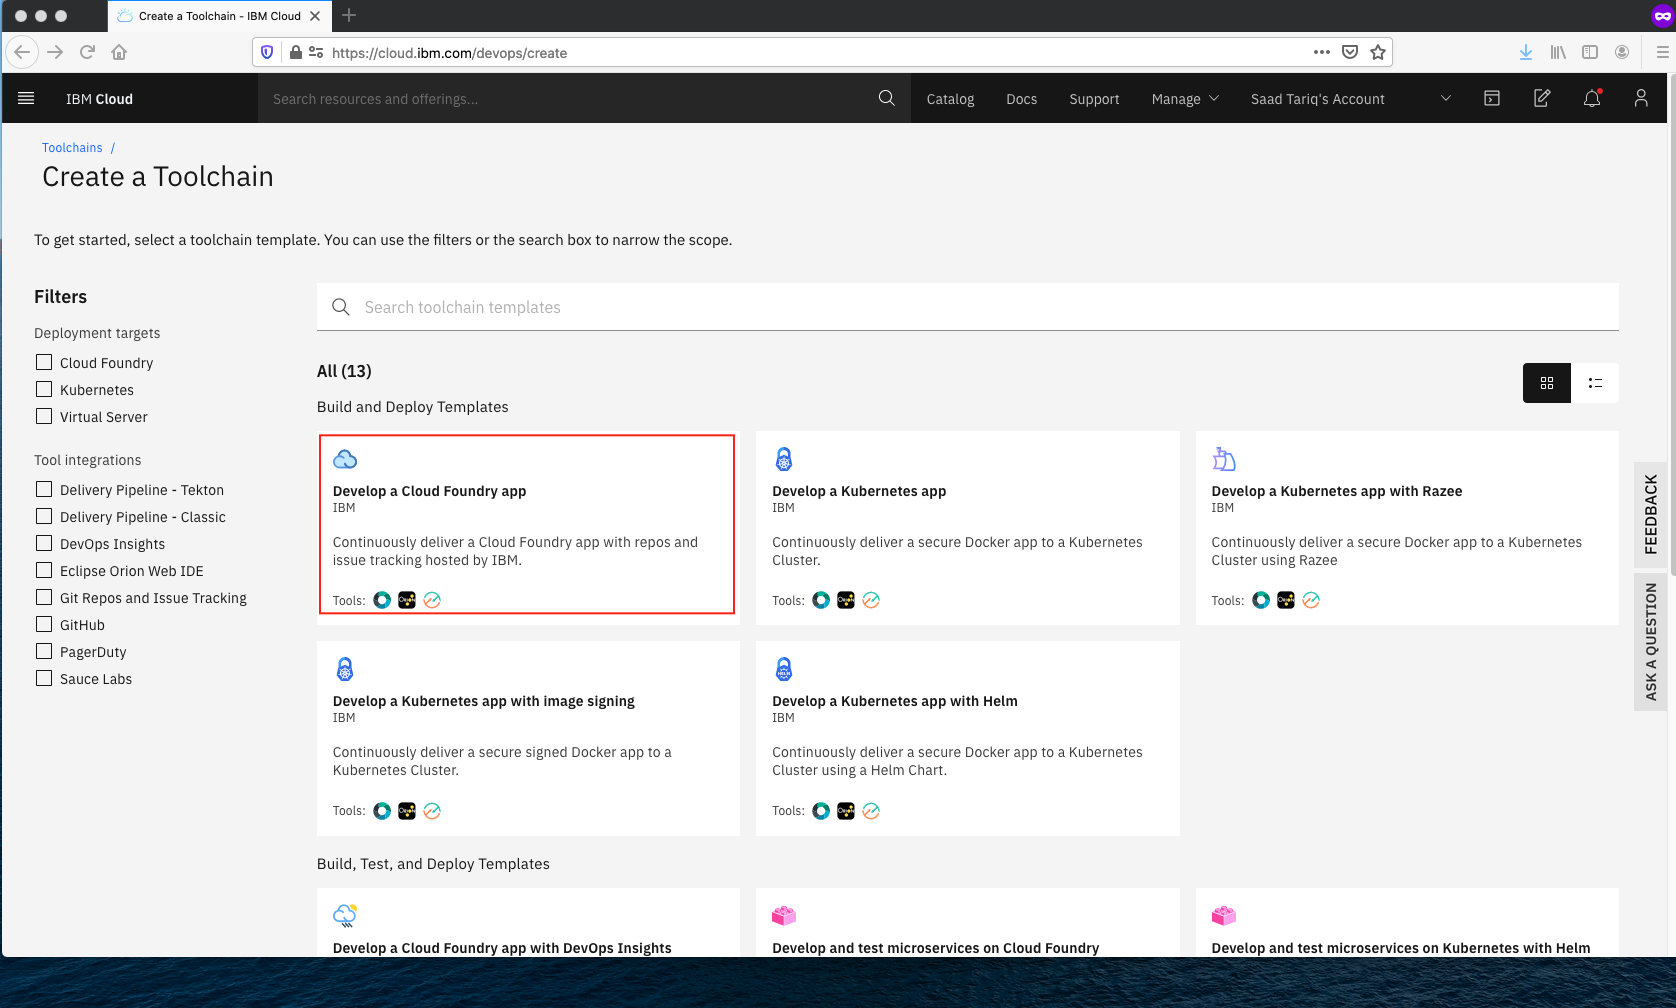 Create a Toolchain - IBM Cloud
https://cloud.ibm.com/devops/create
IBM Cloud
Search resources and offerings...
Catalog
Docs
Support
Manage
Saad Tariq's Account
Toolchains /
Create a Toolchain
To get started, select a toolchain template. You can use the filters or the search box to narrow the scope.
Filters
Deployment targets
Cloud Foundry
Kubernetes
Virtual Server
Tool integrations
Delivery Pipeline - Tekton
Delivery Pipeline - Classic
DevOps Insights
Eclipse Orion Web IDE
Git Repos and Issue Tracking
GitHub
PagerDuty
Sauce Labs
Search toolchain templates
All (13)
Build and Deploy Templates
Develop a Cloud Foundry app
IBM
Continuously deliver a Cloud Foundry app with repos and
issue tracking hosted by IBM.
Tools:
Develop a Kubernetes app
IBM
Continuously deliver a secure Docker app to a Kubernetes
Cluster.
Tools:
Develop a Kubernetes app with Razee
IBM
Continuously deliver a secure Docker app to a Kubernetes
Cluster using Razee
Tools:
Develop a Kubernetes app with image signing
IBM
Continuously deliver a secure signed Docker app to a
Kubernetes Cluster.
Tools:
Develop a Kubernetes app with Helm
IBM
Continuously deliver a secure Docker app to a Kubernetes
Cluster using a Helm Chart.
Tools:
Build, Test, and Deploy Templates
Develop a Cloud Foundry app with DevOps Insights
Develop and test microservices on Cloud Foundry
Develop and test microservices on Kubernetes with Helm
FEEDBACK
ASK A QUESTION